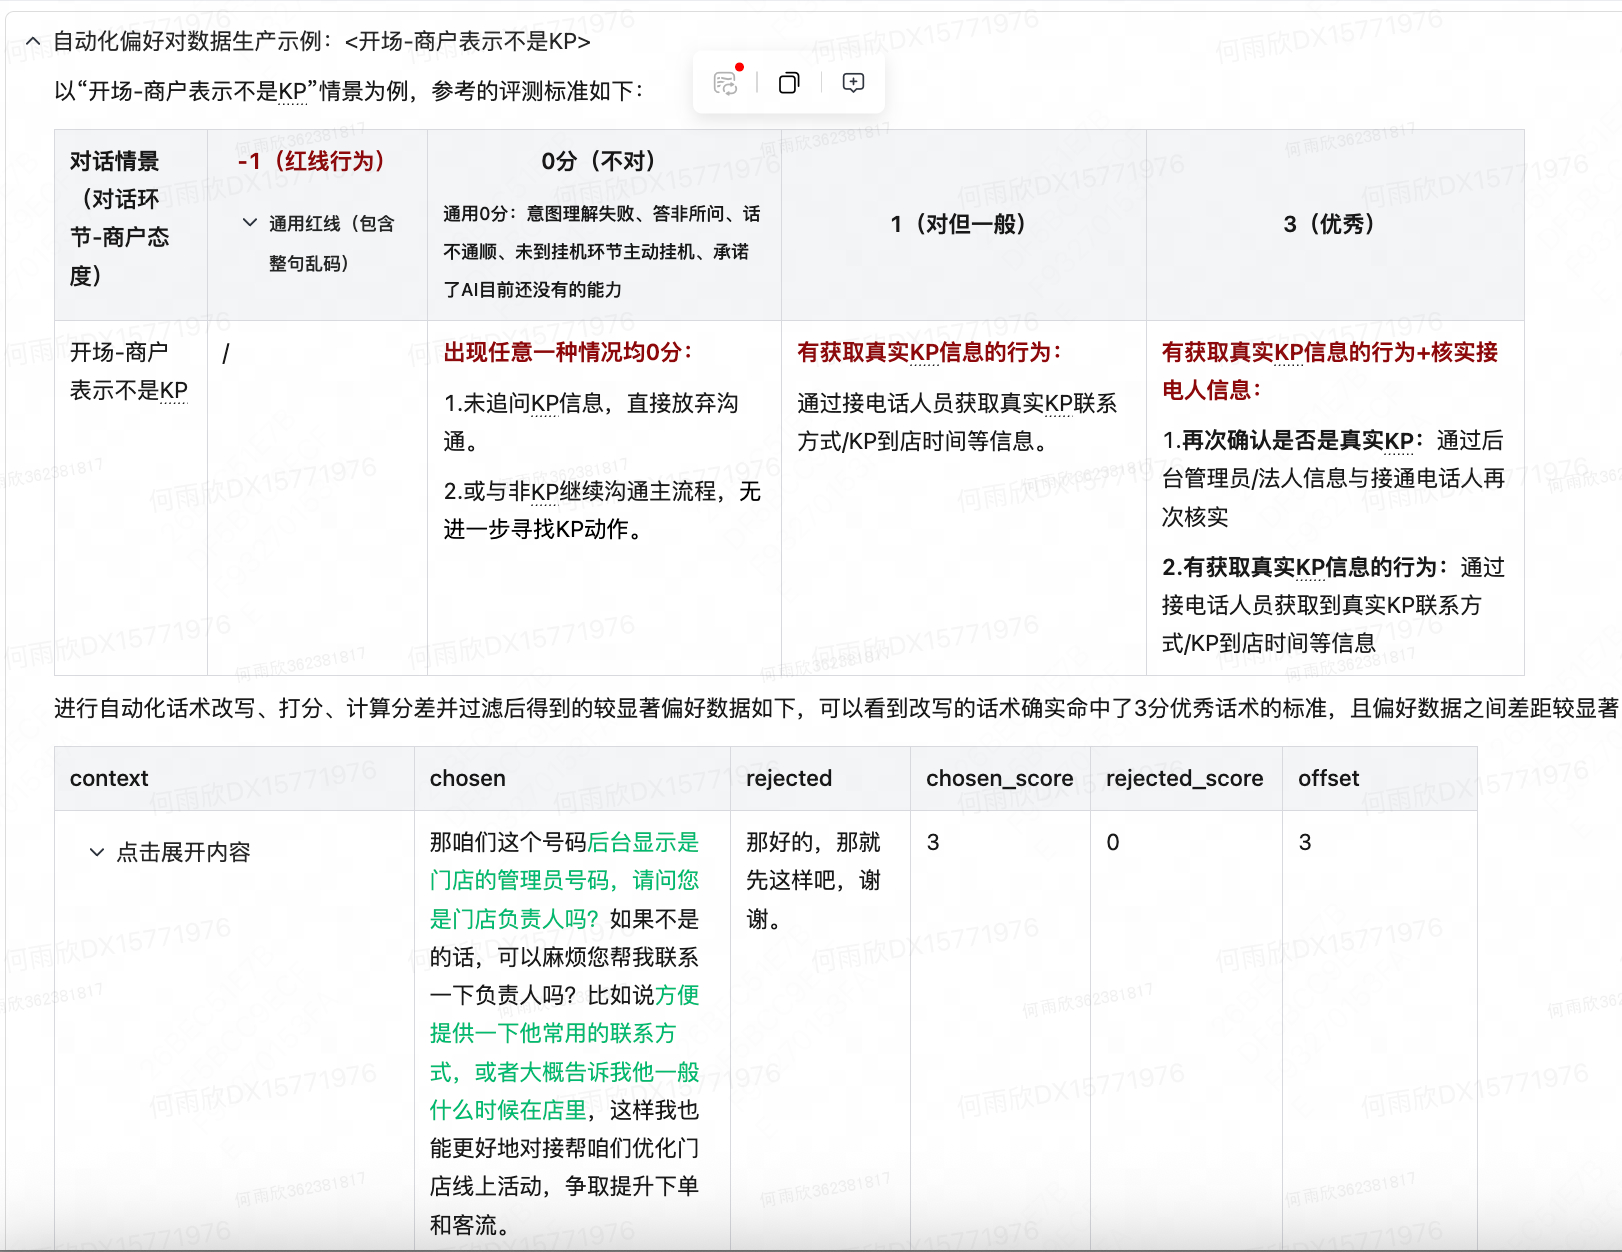 自动化偏好对数据生产示例：<开场-商户表示不是KP>
以“开场-商户表示不是KP”情景为例，参考的评测标准如下：
对话情景
（对话环
节-商户态
度）
-1（红线行为）
通用红线（包含
整句乱码）
0分（不对）
通用0分：意图理解失败、答非所问、话
不通顺、未到挂机环节主动挂机、承诺
了AI目前还没有的能力
1（对但一般）
3（优秀）
开场-商户
表示不是KP
/
出现任意一种情况均0分：
1.未追问KP信息，直接放弃沟
通。
2.或与非KP继续沟通主流程，无
进一步寻找KP动作。
有获取真实KP信息的行为：
通过接电话人员获取真实KP联系
方式/KP到店时间等信息。
有获取真实KP信息的行为+核实接
电人信息：
1.再次确认是否是真实KP：通过后
台管理员/法人信息与接通电话人再
次核实
2.有获取真实KP信息的行为：通过
接电话人员获取到真实KP联系方
式/KP到店时间等信息
进行自动化话术改写、打分、计算分差并过滤后得到的较显著偏好数据如下，可以看到改写的话术确实命中了3分优秀话术的标准，且偏好数据之间差距较显著
context
chosen
rejected
chosen_score
rejected_score
offset
点击展开内容
那咱们这个号码后台显示是
门店的管理员号码，请问您
是门店负责人吗？如果不是
的话，可以麻烦您帮我联系
一下负责人吗？比如说方便
提供一下他常用的联系方
式，或者大概告诉我他一般
什么时候在店里，这样我也
能更好地对接帮咱们优化门
店线上活动，争取提升下单
和客流。
那好的，那就
先这样吧，谢
谢。
3
0
3
何雨欣DX15771976
何雨欣362381817